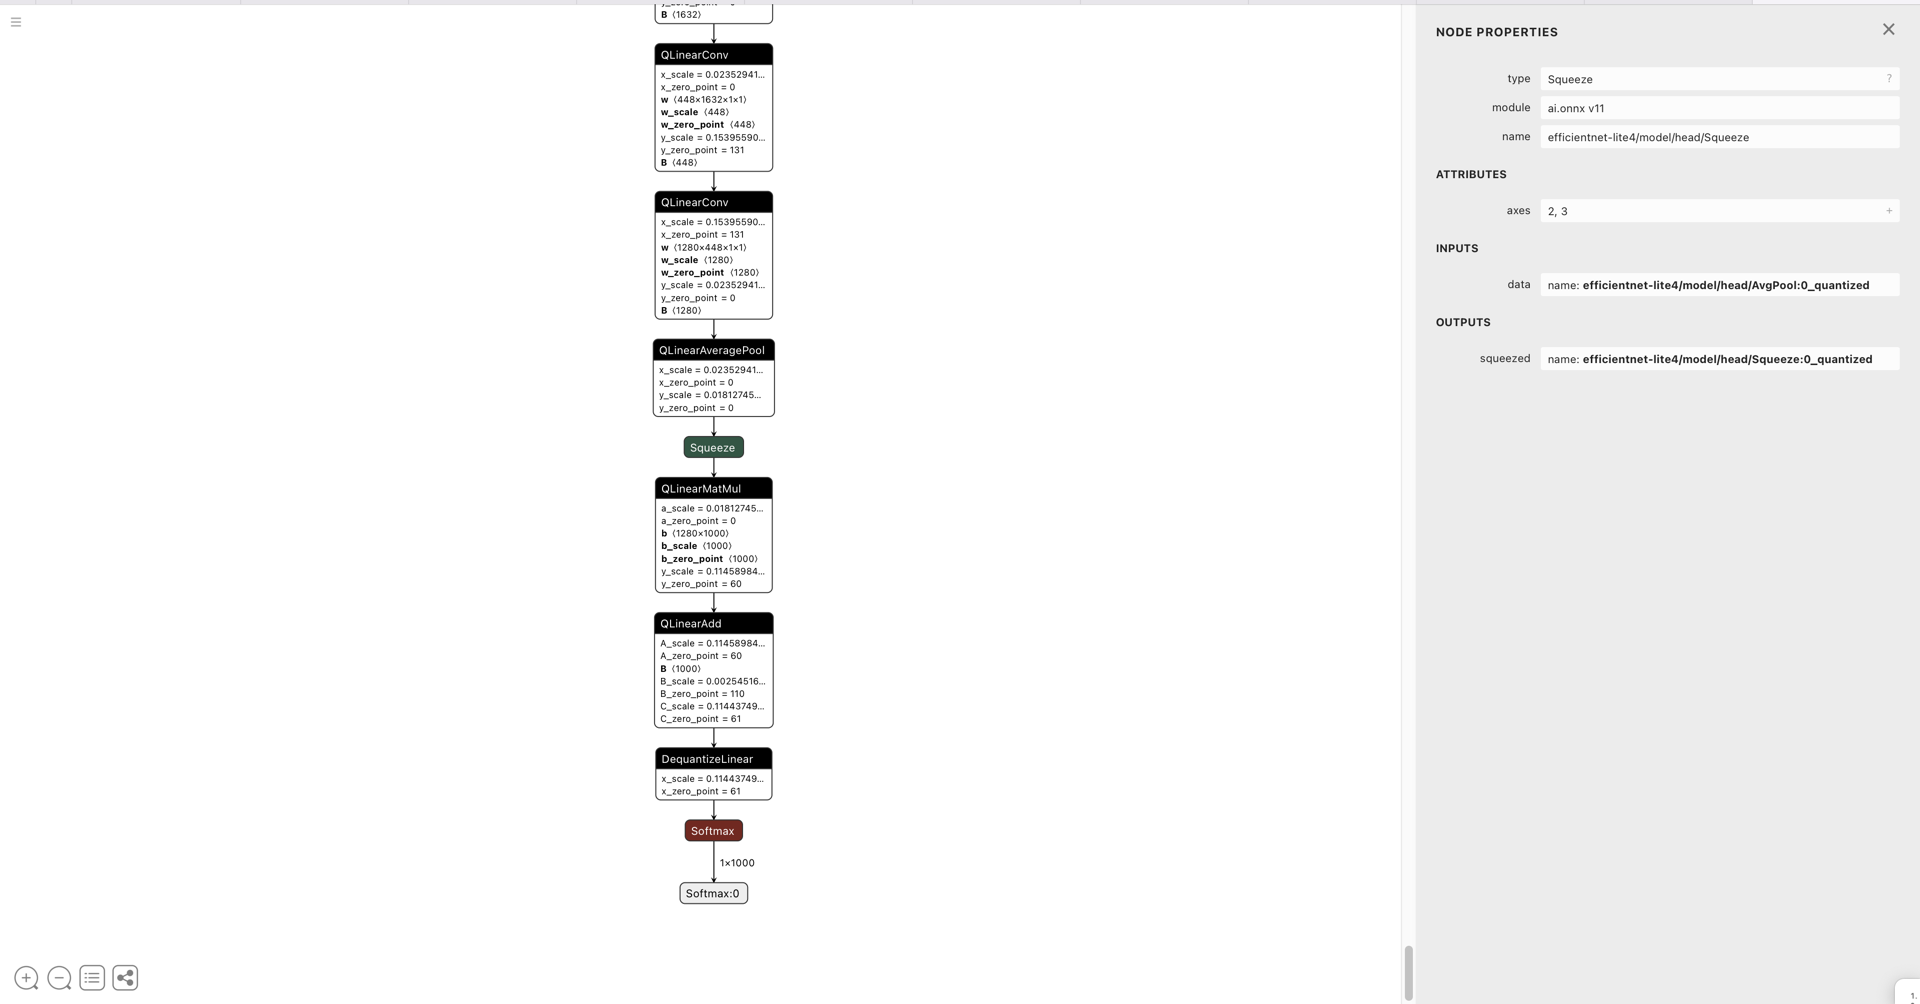 B ⟨1632⟩
QLinearConv
x_scale = 0.02352941…
x_zero_point = 0
w ⟨448×1632×1×1⟩
w_scale ⟨448⟩
w_zero_point ⟨448⟩
y_scale = 0.15395590…
y_zero_point = 131
B ⟨448⟩
QLinearConv
x_scale = 0.15395590…
x_zero_point = 131
w ⟨1280×448×1×1⟩
w_scale ⟨1280⟩
w_zero_point ⟨1280⟩
y_scale = 0.02352941…
y_zero_point = 0
B ⟨1280⟩
QLinearAveragePool
x_scale = 0.02352941…
x_zero_point = 0
y_scale = 0.01812745…
y_zero_point = 0
Squeeze
QLinearMatMul
a_scale = 0.01812745…
a_zero_point = 0
b ⟨1280×1000⟩
b_scale ⟨1000⟩
b_zero_point ⟨1000⟩
y_scale = 0.11458984…
y_zero_point = 60
QLinearAdd
A_scale = 0.11458984…
A_zero_point = 60
B ⟨1000⟩
B_scale = 0.00254516…
B_zero_point = 110
C_scale = 0.11443749…
C_zero_point = 61
DequantizeLinear
x_scale = 0.11443749…
x_zero_point = 61
Softmax
1×1000
Softmax:0
NODE PROPERTIES
type Squeeze ?
module ai.onnx v11
name efficientnet-lite4/model/head/Squeeze
ATTRIBUTES
axes 2, 3 +
INPUTS
data name: efficientnet-lite4/model/head/AvgPool:0_quantized
OUTPUTS
squeezed name: efficientnet-lite4/model/head/Squeeze:0_quantized